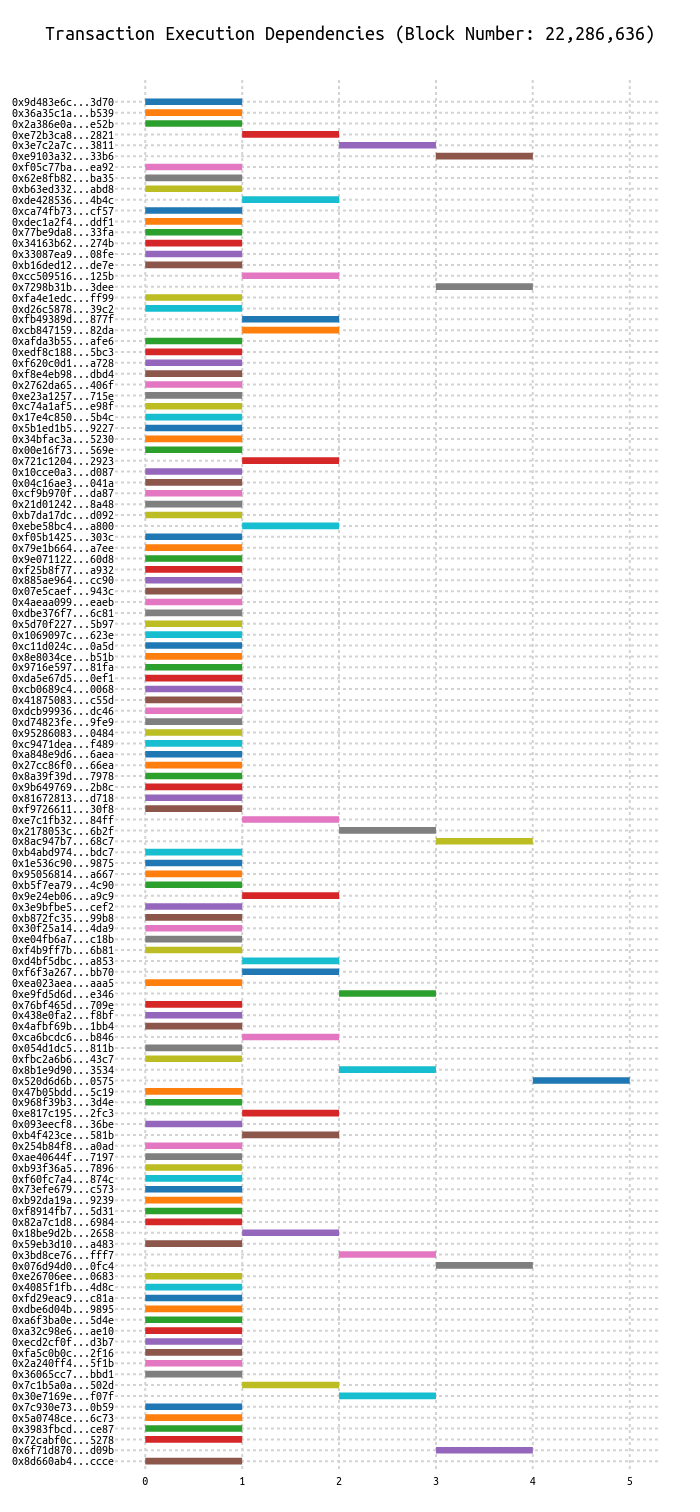 Transaction Execution Dependencies (Block Number: 22,286,636)
0x9d483e6c...3d70
0x36a35c1a...b539
0x2a386e0a...e52b
0xe72b3ca8...2821
0x3e7c2a7c...3811
0xe9103a32...33b6
0xf05c77ba...ea92
0x62e8fb82...ba35
0xb63ed332...abd8
0xde428536...4b4c
0xca74fb73...cf57
0xdec1a2f4...ddf1
0x77be9da8...33fa
0x34163b62...274b
0x33087ea9...08fe
0xb16ded12...de7e
0xcc509516...125b
0x7298b31b...3dee
0xfa4e1edc...ff99
0xd26c5878...39c2
0xfb49389d...877f
0xcb847159...82da
0xafda3b55...afe6
0xedf8c188...5bc3
0xf620c0d1...a728
0xf8e4eb98...dbd4
0x2762da65...406f
0xe23a1257...715e
0xc74a1af5...e98f
0x17e4c850...5b4c
0x5b1ed1b5...9227
0x34bfac3a...5230
0x00e16f73...569e
0x721c1204...2923
0x10cce0a3...d087
0x04c16ae3...041a
0xcf9b970f...da87
0x21d01242...8a48
0xb7da17dc...d092
0xebe58bc4...a800
0xf05b1425...303c
0x79e1b664...a7ee
0x9e071122...60d8
0xf25b8f77...a932
0x885ae964...cc90
0x07e5caef...943c
0x4aeaa099...eaeb
0xdbe376f7...6c81
0x5d70f227...5b97
0x1069097c...623e
0xc11d024c...0a5d
0x8e8034ce...b51b
0x9716e597...81fa
0xda5e67d5...0ef1
0xcb0689c4...0068
0x41875083...c55d
0xdcb99936...dc46
0xd74823fe...9fe9
0x95286083...0484
0xc9471dea...f489
0xa848e9d6...6aea
0x27cc86f0...66ea
0x8a39f39d...7978
0x9b649769...2b8c
0x81672813...d718
0xf9726611...30f8
0xe7c1fb32...84ff
0x2178053c...6b2f
0x8ac947b7...68c7
0xb4abd974...bdc7
0x1e536c90...9875
0x95056814...a667
0xb5f7ea79...4c90
0x9e24eb06...a9c9
0x3e9bfbe5...cef2
0xb872fc35...99b8
0x30f25a14...4da9
0xe04fb6a7...c18b
0xf4b9ff7b...6b81
0xd4bf5dbc...a853
0xf6f3a267...bb70
0xea023aea...aaa5
0xe9fd5d6d...e346
0x76bf465d...709e
0x438e0fa2...f8bf
0x4afbf69b...1bb4
0xca6bcdc6...b846
0x054d1dc5...811b
0xfbc2a6b6...43c7
0x8b1e9d90...3534
0x520d6d6b...0575
0x47b05bdd...5c19
0x968f39b3...3d4e
0xe817c195...2fc3
0x093eecf8...36be
0xb4f423ce...581b
0x254b84f8...a0ad
0xae40644f...7197
0xb93f36a5...7896
0xf60fc7a4...874c
0x73efe679...c573
0xb92da19a...9239
0xf8914fb7...5d31
0x82a7c1d8...6984
0x18be9d2b...2658
0x59eb3d10...a483
0x3bd8ce76...fff7
0x076d94d0...0fc4
0xe26706ee...0683
0x4085f1fb...4d8c
0xfd29eac9...c81a
0xdbe6d04b...9895
0xa6f3ba0e...5d4e
0xa32c98e6...ae10
0xecd2cf0f...d3b7
0xfa5c0b0c...2f16
0x2a240ff4...5f1b
0x36065cc7...bbd1
0x7c1b5a0a...502d
0x30e7169e...f07f
0x7c930e73...0b59
0x5a0748ce...6c73
0x3983fbcd...ce87
0x72cabf0c...5278
0x6f71d870...d09b
0x8d660ab4...ccce
0 1 2 3 4 5